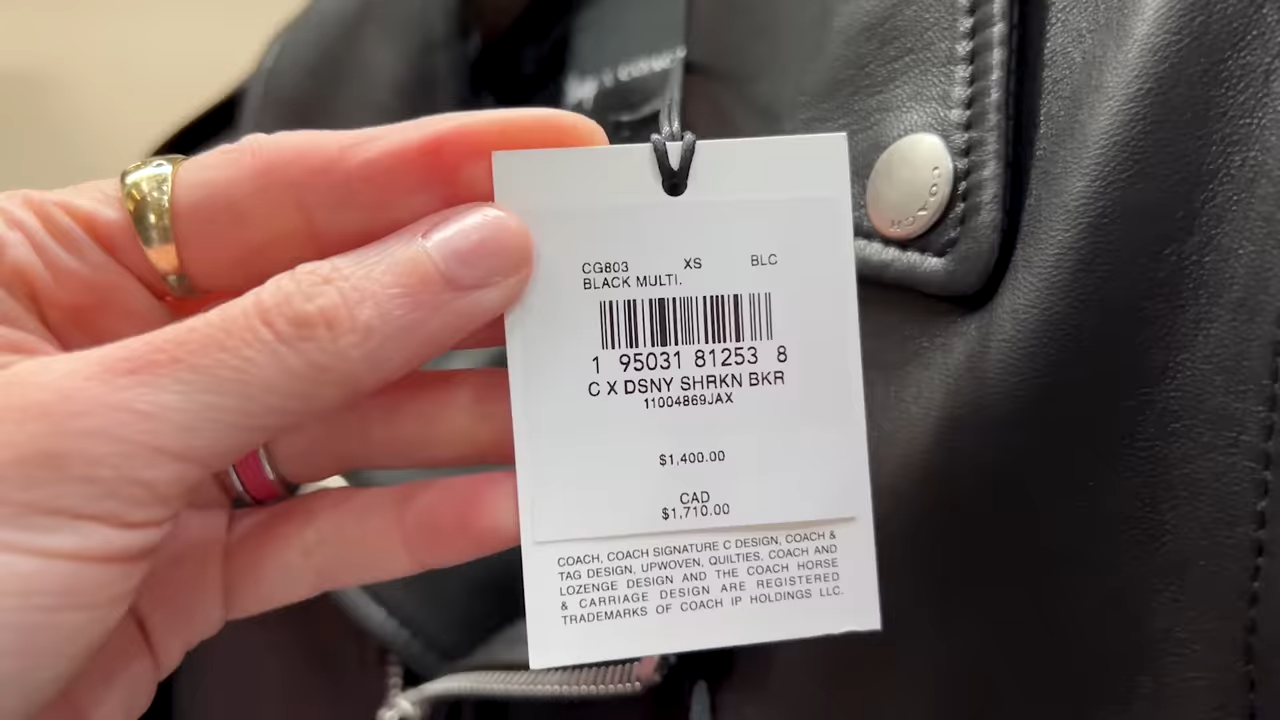 COACH
CG803 XS BLC
BLACK MULTI.
1 95031 81253 8
C X DSNY SHRKN BKR
11004869JAX
$1,400.00
CAD
$1,710.00
COACH, COACH SIGNATURE C DESIGN, COACH &
TAG DESIGN, UPWOVEN, QUILTIES, COACH AND
LOZENGE DESIGN AND THE COACH HORSE
& CARRIAGE DESIGN ARE REGISTERED
TRADEMARKS OF COACH IP HOLDINGS LLC.